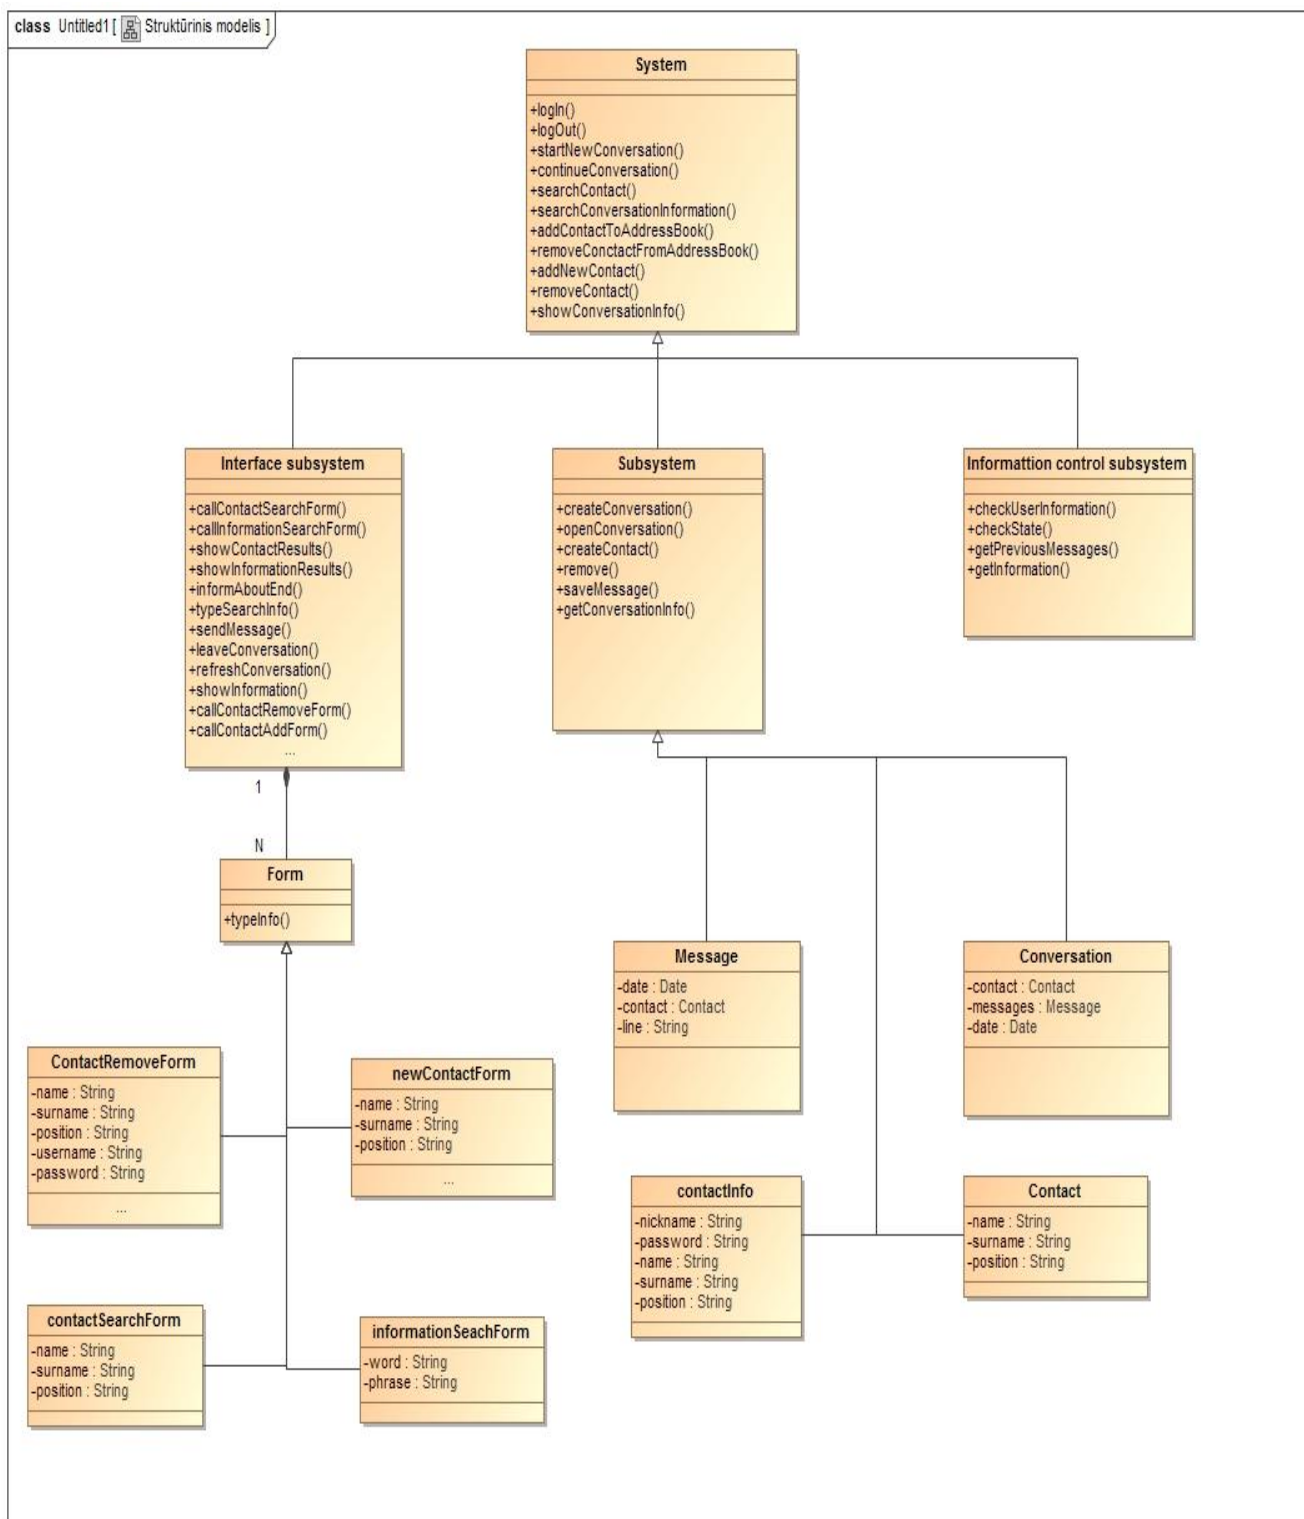 class Untitled1 [ Struktūrinis modelis ]
System
+logIn()
+logOut()
+startNewConversation()
+continueConversation()
+searchContact()
+searchConversationInformation()
+addContactToAddressBook()
+removeConctactFromAddressBook()
+addNewContact()
+removeContact()
+showConversationInfo()
Interface subsystem
+callContactSearchForm()
+callInformationSearchForm()
+showContactResults()
+showInformationResults()
+informAboutEnd()
+typeSearchInfo()
+sendMessage()
+leaveConversation()
+refreshConversation()
+showInformation()
+callContactRemoveForm()
+callContactAddForm()
...
Subsystem
+createConversation()
+openConversation()
+createContact()
+remove()
+saveMessage()
+getConversationInfo()
Informattion control subsystem
+checkUserInformation()
+checkState()
+getPreviousMessages()
+getInformation()
1
N
Form
+typeInfo()
Message
-date : Date
-contact : Contact
-line : String
Conversation
-contact : Contact
-messages : Message
-date : Date
ContactRemoveForm
-name : String
-surname : String
-position : String
-username : String
-password : String
...
newContactForm
-name : String
-surname : String
-position : String
...
contactInfo
-nickname : String
-password : String
-name : String
-surname : String
-position : String
Contact
-name : String
-surname : String
-position : String
contactSearchForm
-name : String
-surname : String
-position : String
informationSeachForm
-word : String
-phrase : String